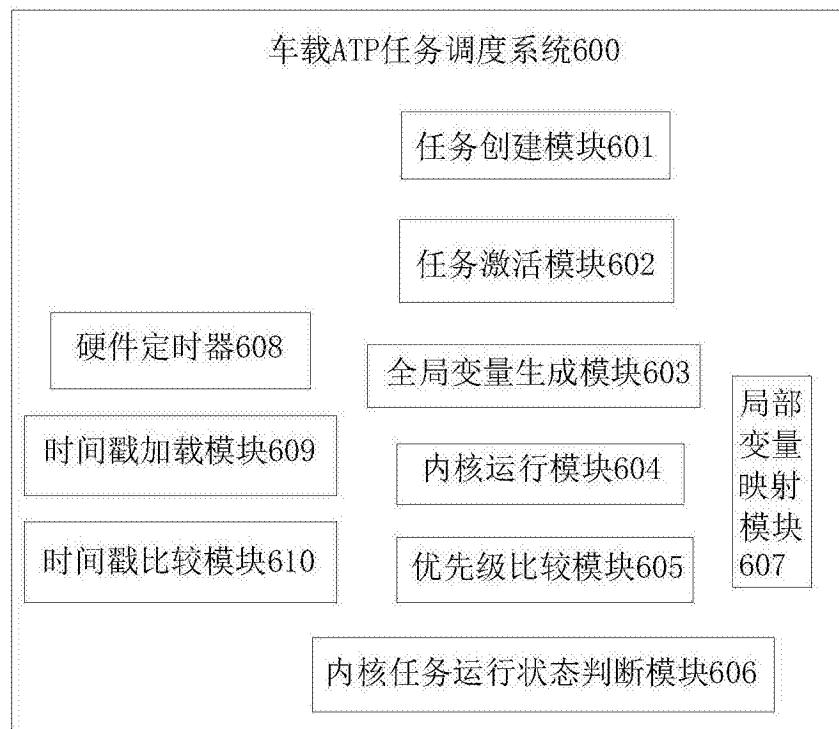 车载ATP任务调度系统600
任务创建模块601
任务激活模块602
硬件定时器608
全局变量生成模块603
局部
变量
映射
模块
607
时间戳加载模块609
内核运行模块604
时间戳比较模块610
优先级比较模块605
内核任务运行状态判断模块606